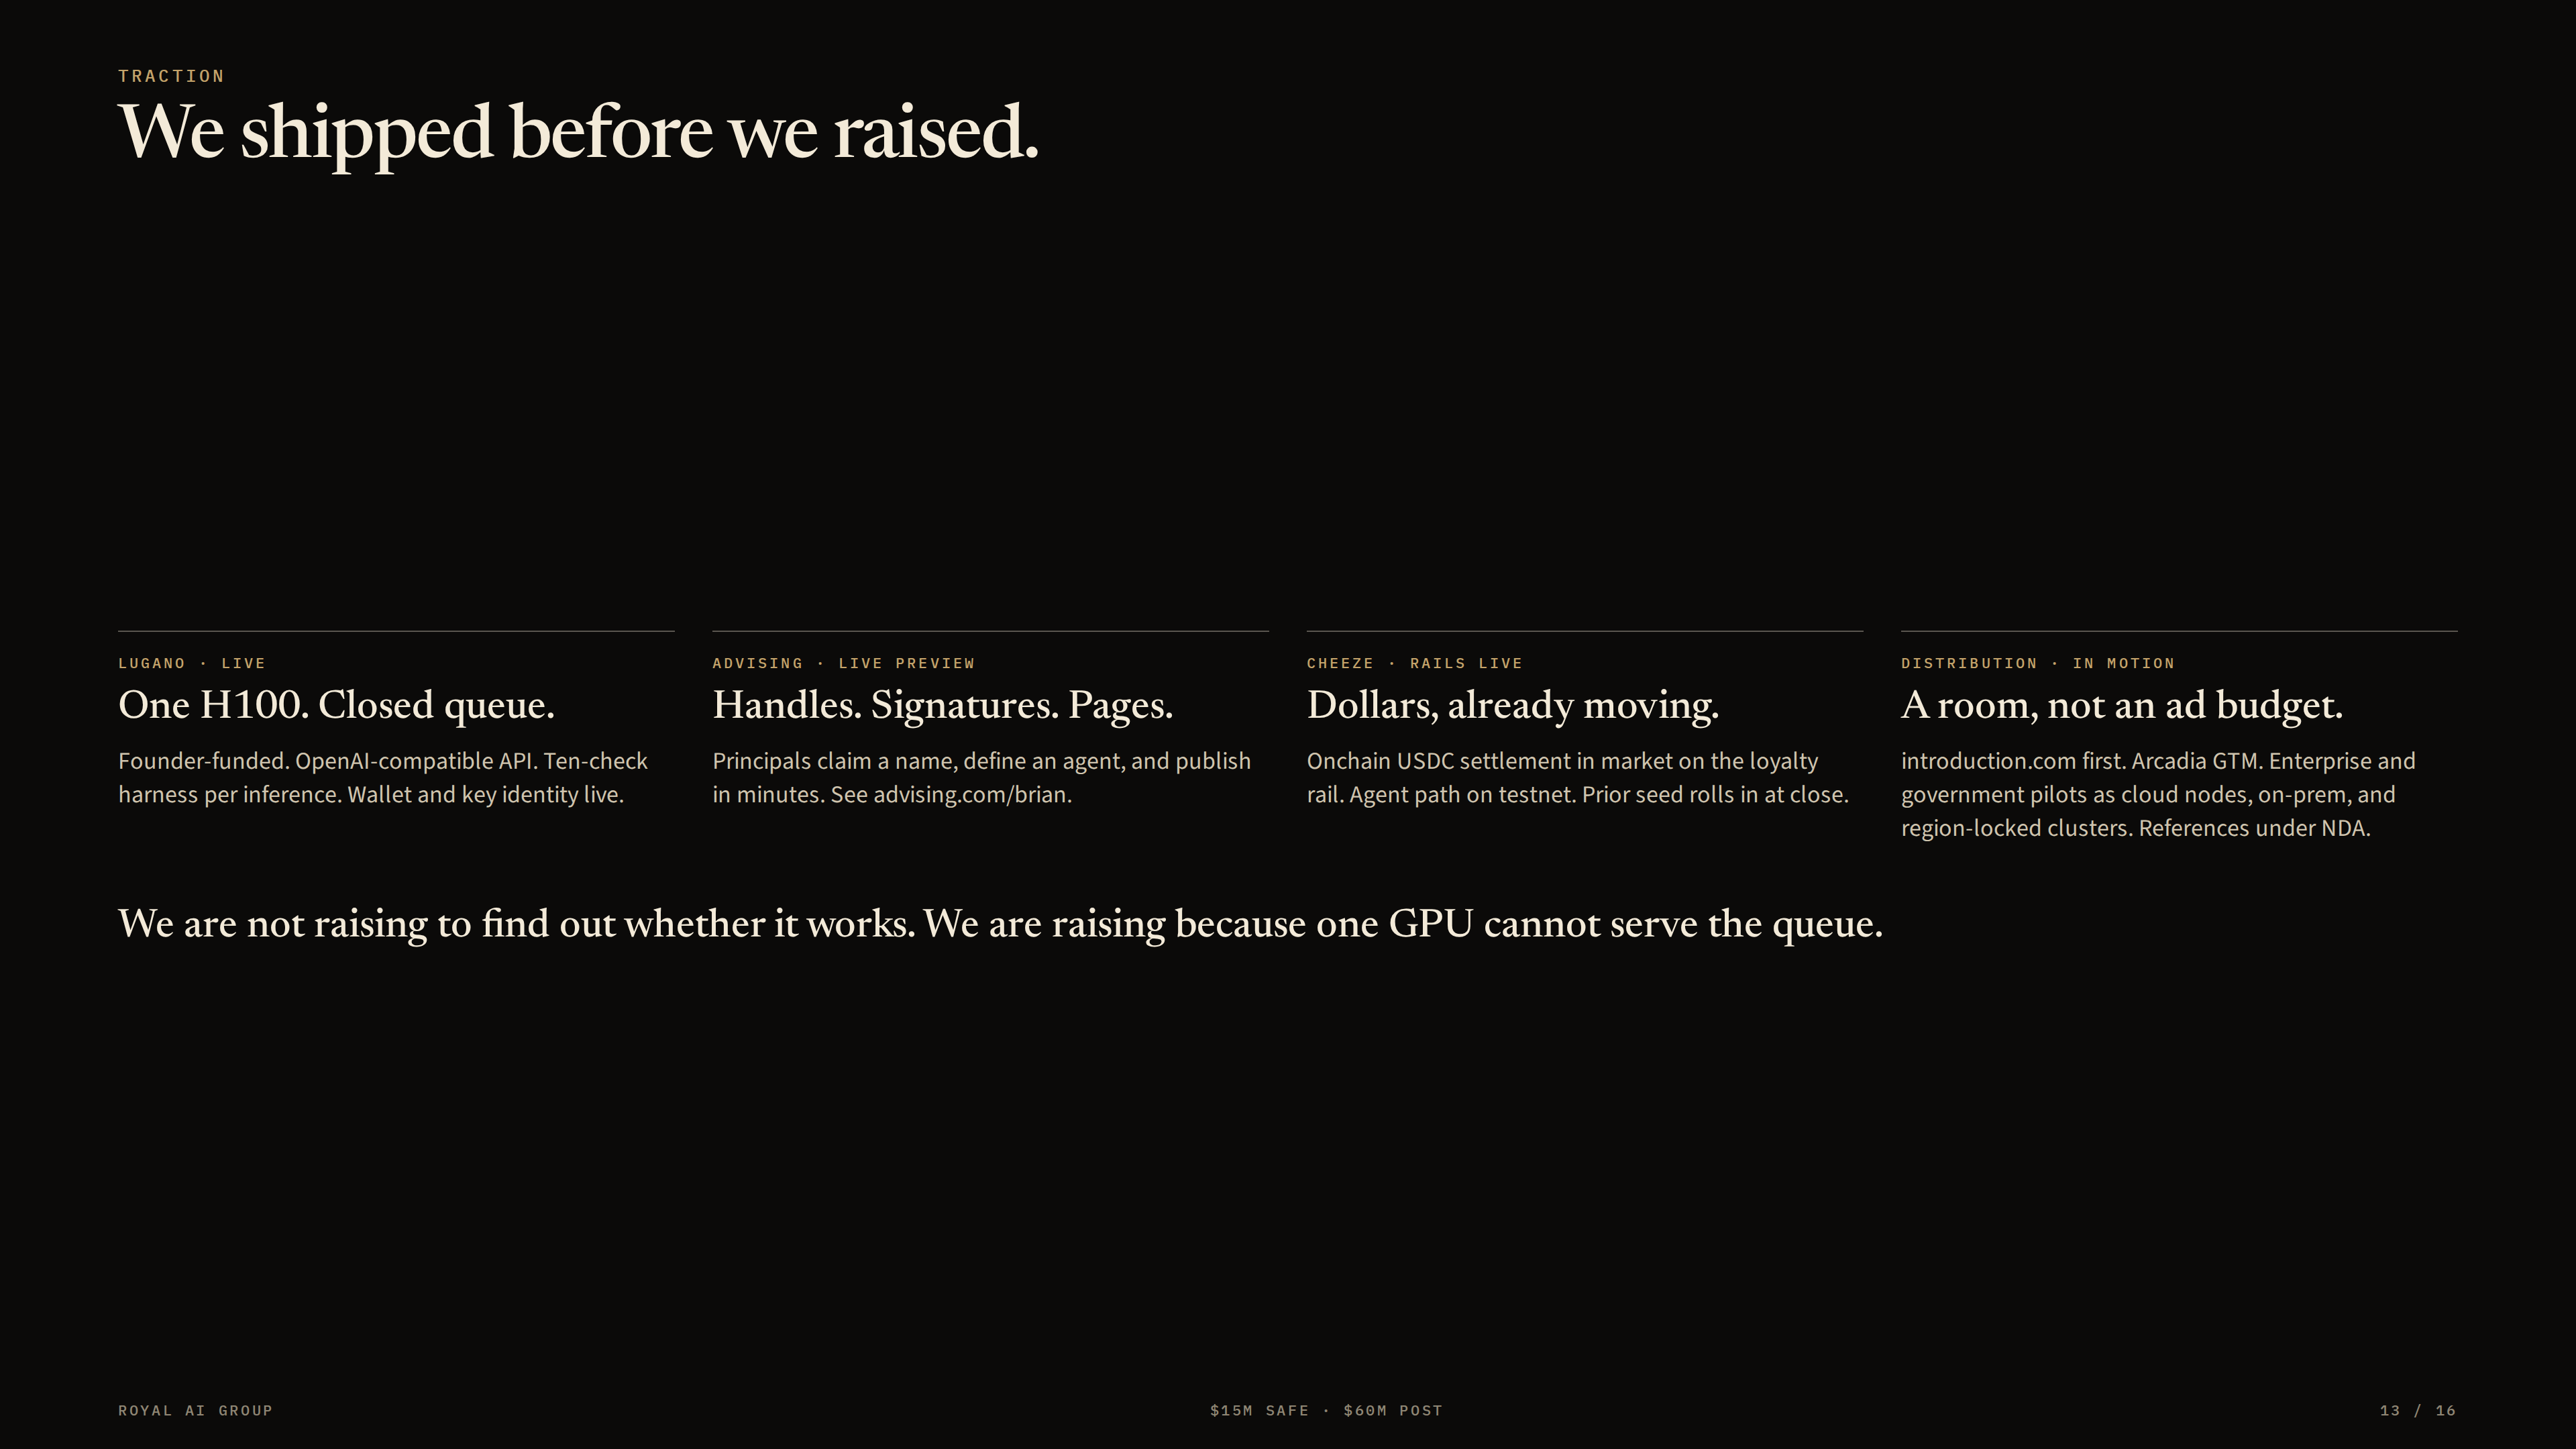 TRACTION
We shipped before we raised.
LUGANO · LIVE
One H100. Closed queue.
Founder-funded. OpenAI-compatible API. Ten-check
harness per inference. Wallet and key identity live.
ADVISING · LIVE PREVIEW
Handles. Signatures. Pages.
Principals claim a name, define an agent, and publish
in minutes. See advising.com/brian.
CHEEZE · RAILS LIVE
Dollars, already moving.
Onchain USDC settlement in market on the loyalty
rail. Agent path on testnet. Prior seed rolls in at close.
DISTRIBUTION · IN MOTION
A room, not an ad budget.
introduction.com first. Arcadia GTM. Enterprise and
government pilots as cloud nodes, on-prem, and
region-locked clusters. References under NDA.
We are not raising to find out whether it works. We are raising because one GPU cannot serve the queue.
ROYAL AI GROUP
$15M SAFE · $60M POST
13 / 16